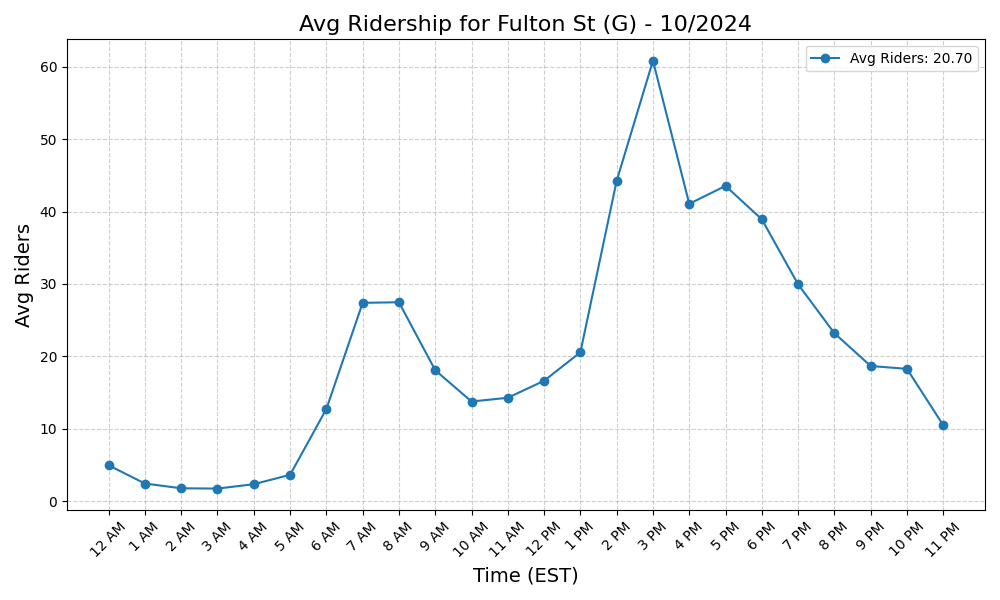 Avg Ridership for Fulton St (G) - 10/2024
Avg Riders: 20.70
Avg Riders
60
50
40
30
20
10
0
12 AM
1 AM
2 AM
3 AM
4 AM
5 AM
6 AM
7 AM
8 AM
9 AM
10 AM
11 AM
12 PM
1 PM
2 PM
3 PM
4 PM
5 PM
6 PM
7 PM
8 PM
9 PM
10 PM
11 PM
Time (EST)